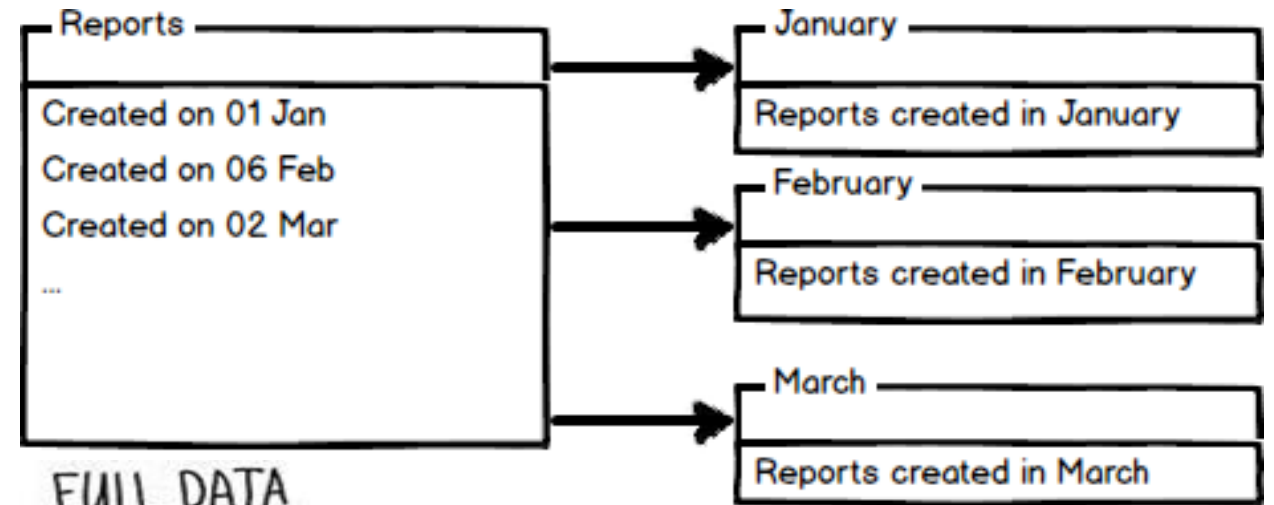 Reports
Created on 01 Jan
Created on 06 Feb
Created on 02 Mar
...
FULL DATA
January
Reports created in January
February
Reports created in February
March
Reports created in March